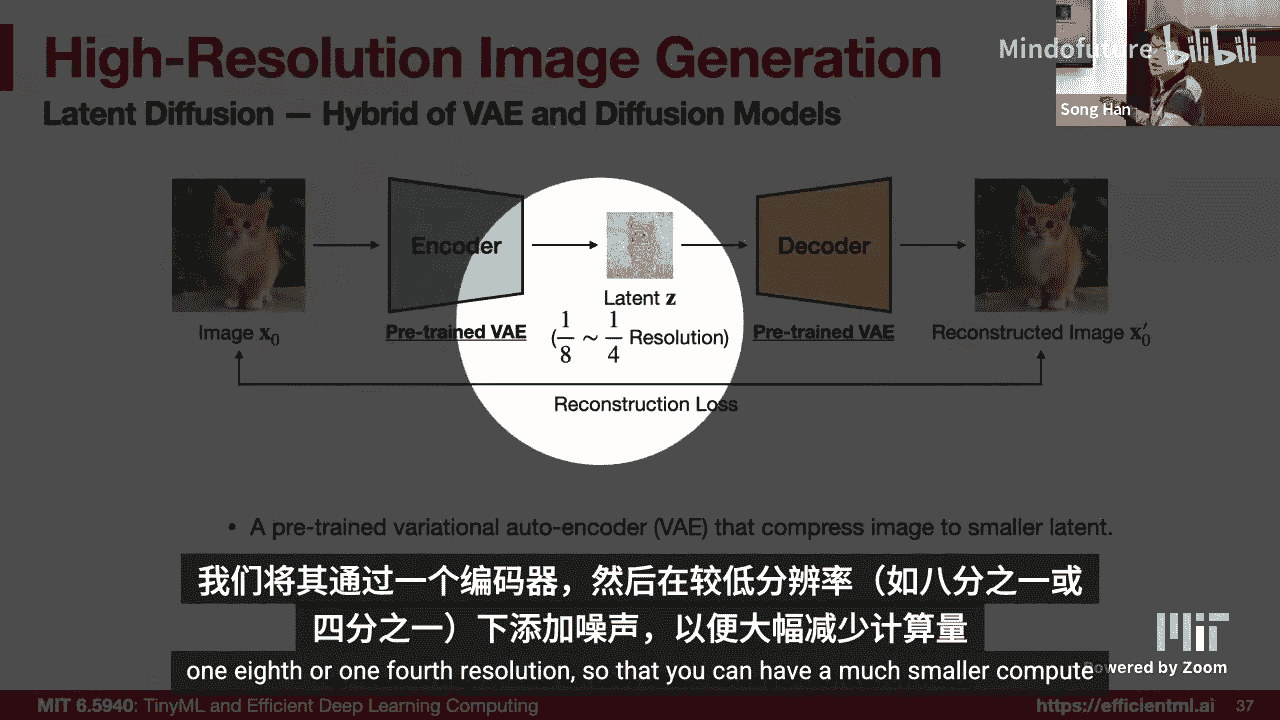 High-Resolution Image Generation
Latent Diffusion — Hybrid of VAE and Diffusion Models
Mindofuture bilibili
Song Han
Encoder
Decoder
Image x₀
Pre-trained VAE
Latent z
(1/8 ~ 1/4 Resolution)
Pre-trained VAE
Reconstructed Image x₀′
Reconstruction Loss
• A pre-trained variational auto-encoder (VAE) that compress image to smaller latent.
我们将其通过一个编码器，然后在较低分辨率（如八分之一或
四分之一）下添加噪声，以便大幅减少计算量
one eighth or one fourth resolution, so that you can have a much smaller compute
MIT
Powered by Zoom
MIT 6.5940: TinyML and Efficient Deep Learning Computing
https://efficientml.ai
37